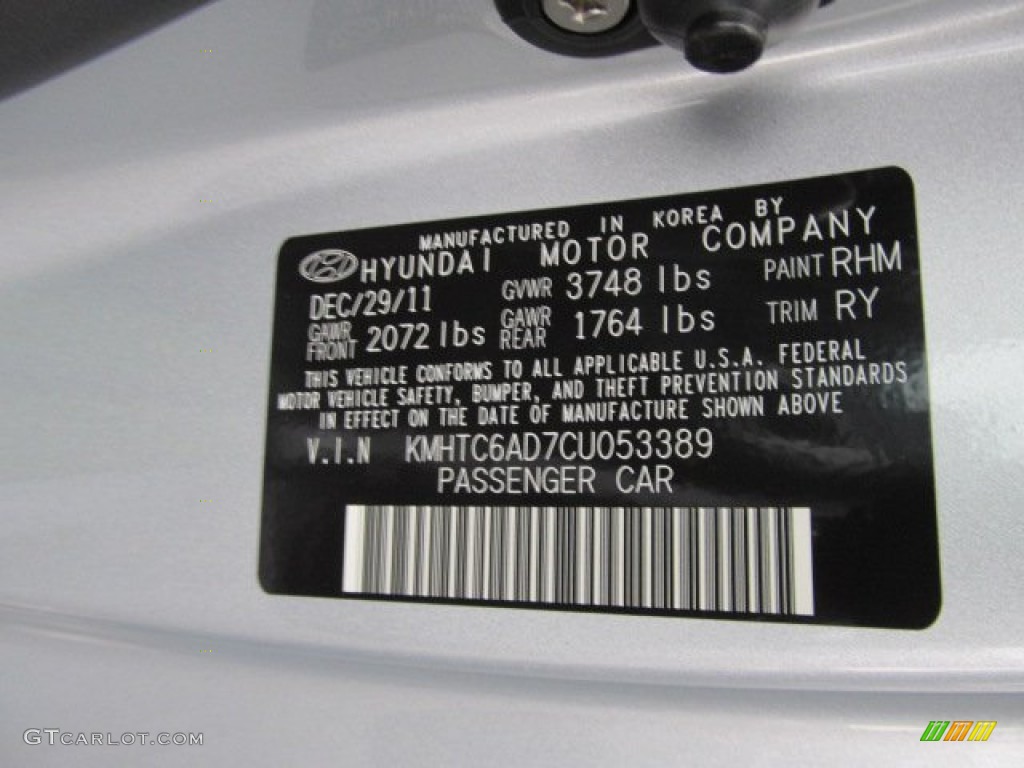 MANUFACTURED IN KOREA BY
HYUNDAI MOTOR COMPANY
DEC/29/11 GVWR 3748 lbs PAINT RHM
GAWR FRONT 2072 lbs GAWR REAR 1764 lbs TRIM RY
THIS VEHICLE CONFORMS TO ALL APPLICABLE U.S.A. FEDERAL
MOTOR VEHICLE SAFETY, BUMPER, AND THEFT PREVENTION STANDARDS
IN EFFECT ON THE DATE OF MANUFACTURE SHOWN ABOVE
V.I.N KMHTC6AD7CU053389
PASSENGER CAR
GTCARLOT.COM